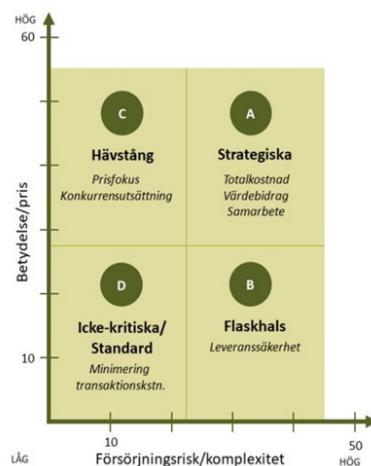 HÖG
60
C
Hävstång
Prisfokus
Konkurrensutsättning
A
Strategiska
Totalkostnad
Värdebidrag
Samarbete
Betydelse/pris
D
Icke-kritiska/
Standard
Minimering
transaktionskstn.
B
Flaskhals
Leveranssäkerhet
10
10
50
LÅG
Försörjningsrisk/komplexitet
HÖG